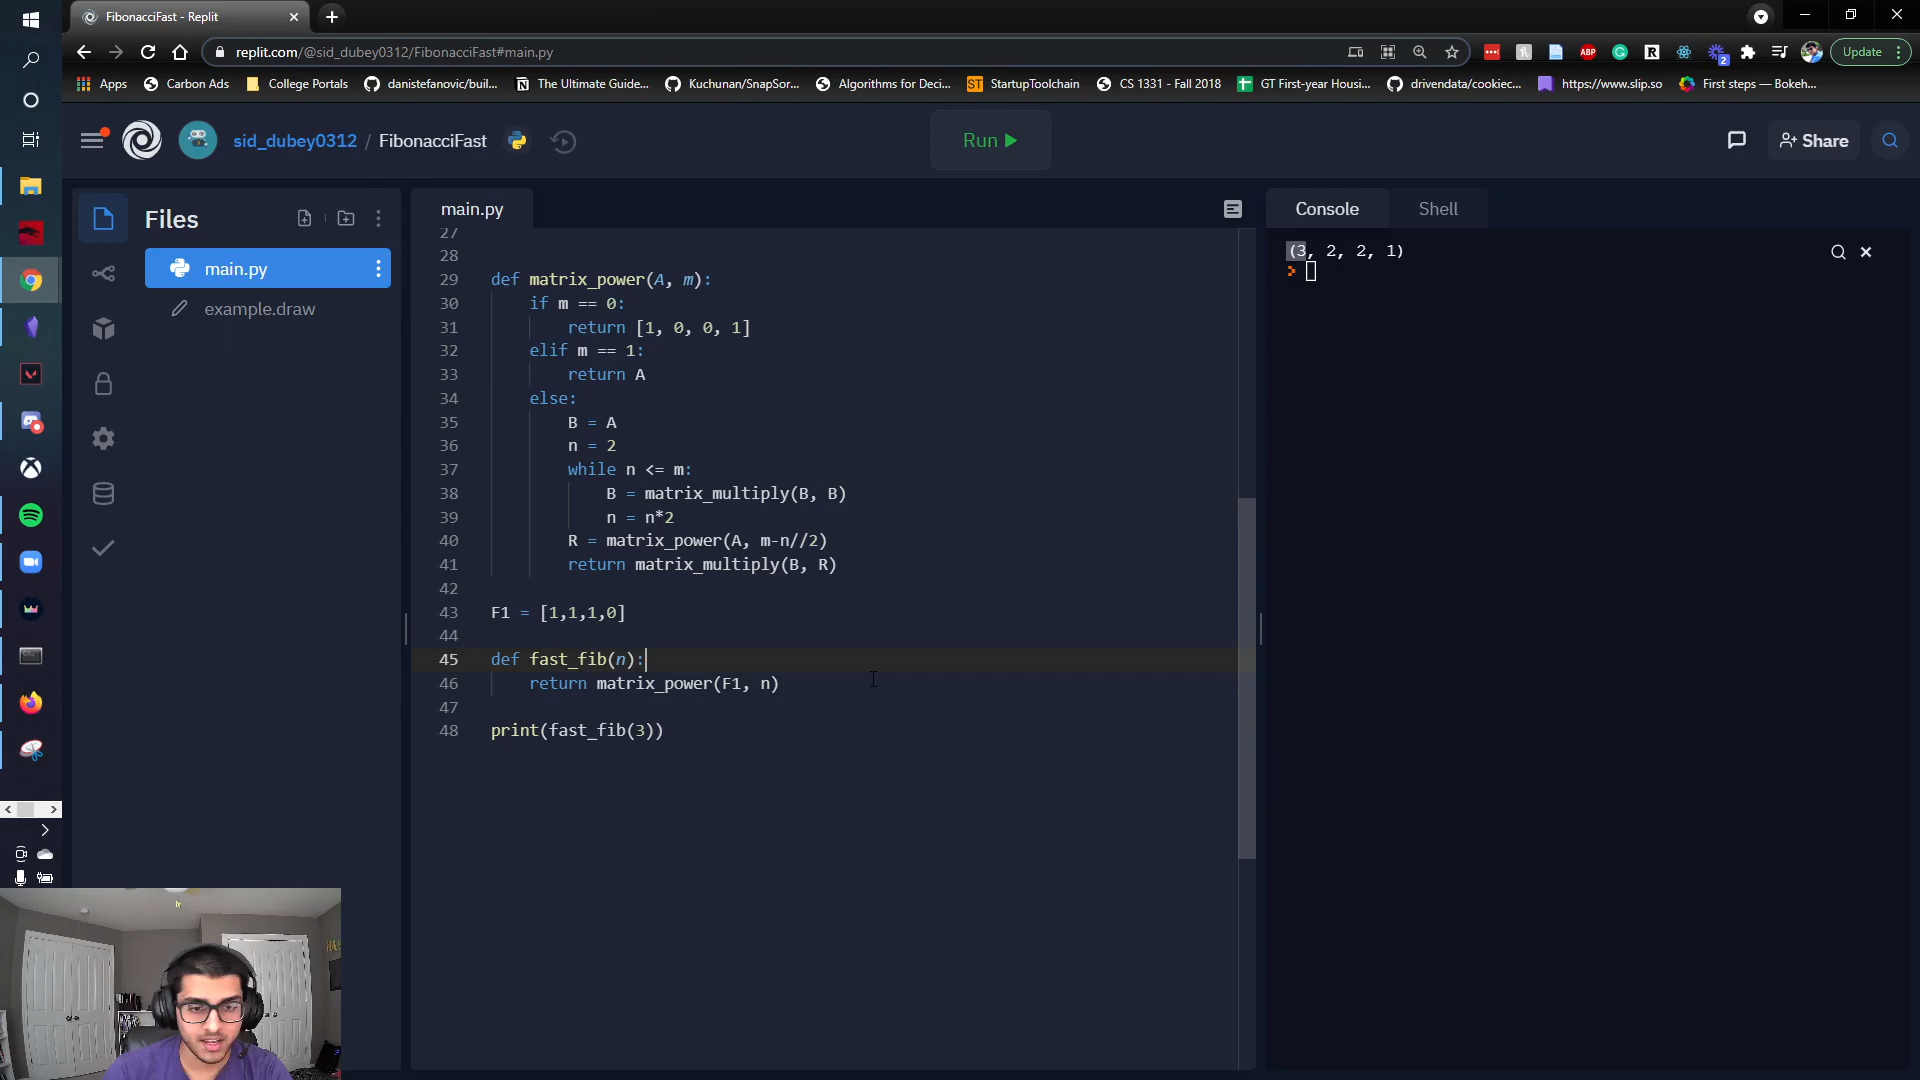 FibonacciFast - Replit
replit.com/@sid_dubey0312/FibonacciFast#main.py
ABP
2
Update
Apps
Carbon Ads
College Portals
danistefanovic/buil...
The Ultimate Guide...
Kuchunan/SnapSor...
Algorithms for Deci...
ST StartupToolchain
CS 1331 - Fall 2018
GT First-year Housi...
drivendata/cookiec...
https://www.slip.so
First steps — Bokeh...
sid_dubey0312 / FibonacciFast
Run
Share
Files
main.py
example.draw
main.py
27
28
29 def matrix_power(A, m):
30 if m == 0:
31 return [1, 0, 0, 1]
32 elif m == 1:
33 return A
34 else:
35 B = A
36 n = 2
37 while n <= m:
38 B = matrix_multiply(B, B)
39 n = n*2
40 R = matrix_power(A, m-n//2)
41 return matrix_multiply(B, R)
42
43 F1 = [1,1,1,0]
44
45 def fast_fib(n):
46 return matrix_power(F1, n)
47
48 print(fast_fib(3))
Console
Shell
(3, 2, 2, 1)
>